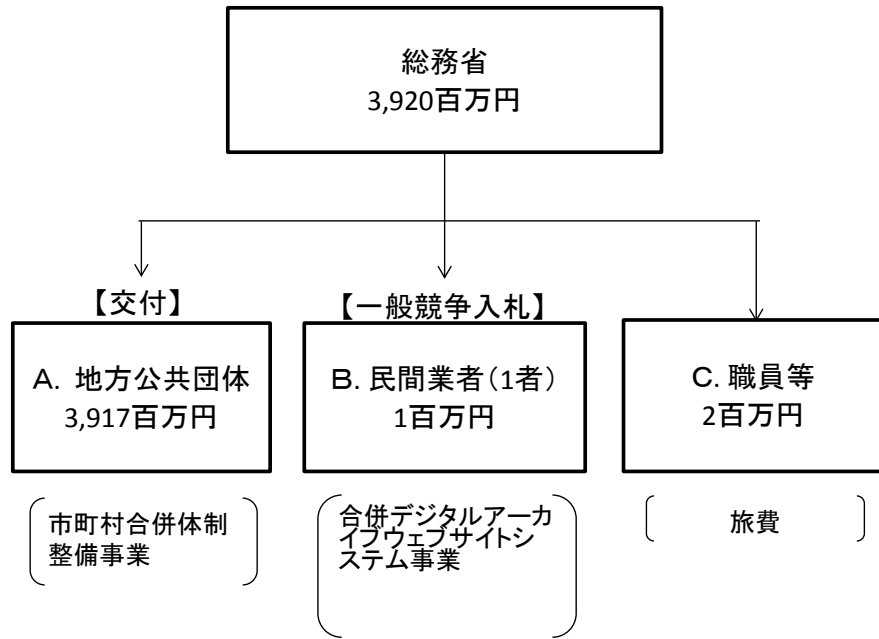 総務省
3,920百万円
【交付】
【一般競争入札】
A. 地方公共団体
3,917百万円
B. 民間業者(1者)
1百万円
C. 職員等
2百万円
市町村合併体制
整備事業
合併デジタルアーカ
イブウェブサイトシ
ステム事業
旅費